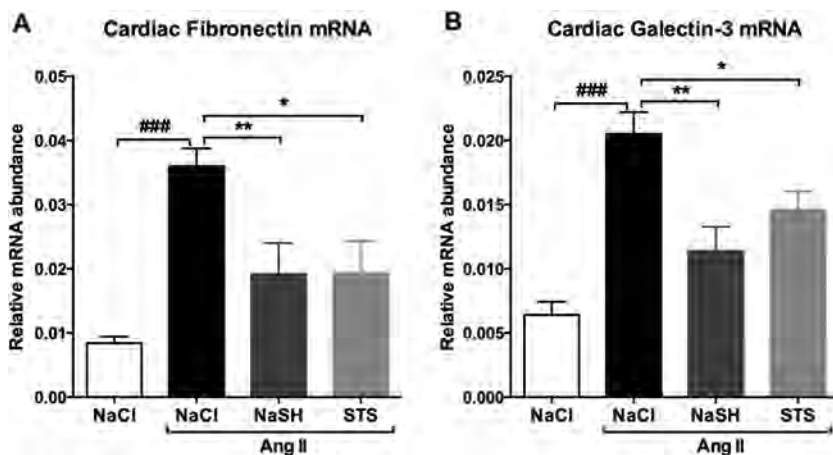 A
Cardiac Fibronectin mRNA
Relative mRNA abundance
0.05
0.04
0.03
0.02
0.01
0.00
###
**
*
NaCl
NaCl
NaSH
STS
Ang II
B
Cardiac Galectin-3 mRNA
Relative mRNA abundance
0.025
0.020
0.015
0.010
0.005
0.000
###
**
*
NaCl
NaCl
NaSH
STS
Ang II